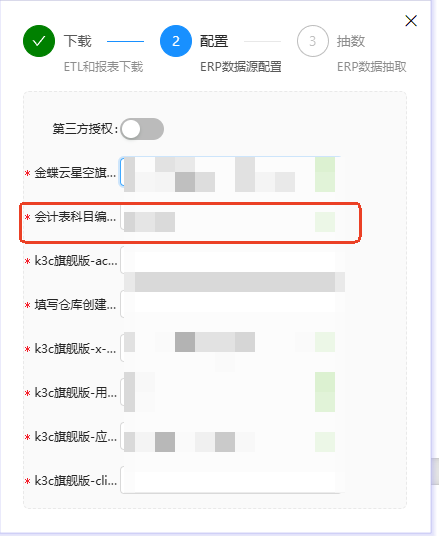 下载
2 配置
3 抽数
ETL和报表下载
ERP数据源配置
ERP数据抽取
第三方授权:
* 金蝶云星空旗...
* 会计表科目编...
* k3c旗舰版-ac...
* 填写仓库创建...
* k3c旗舰版-x-...
* k3c旗舰版-用...
* k3c旗舰版-应...
* k3c旗舰版-cli...